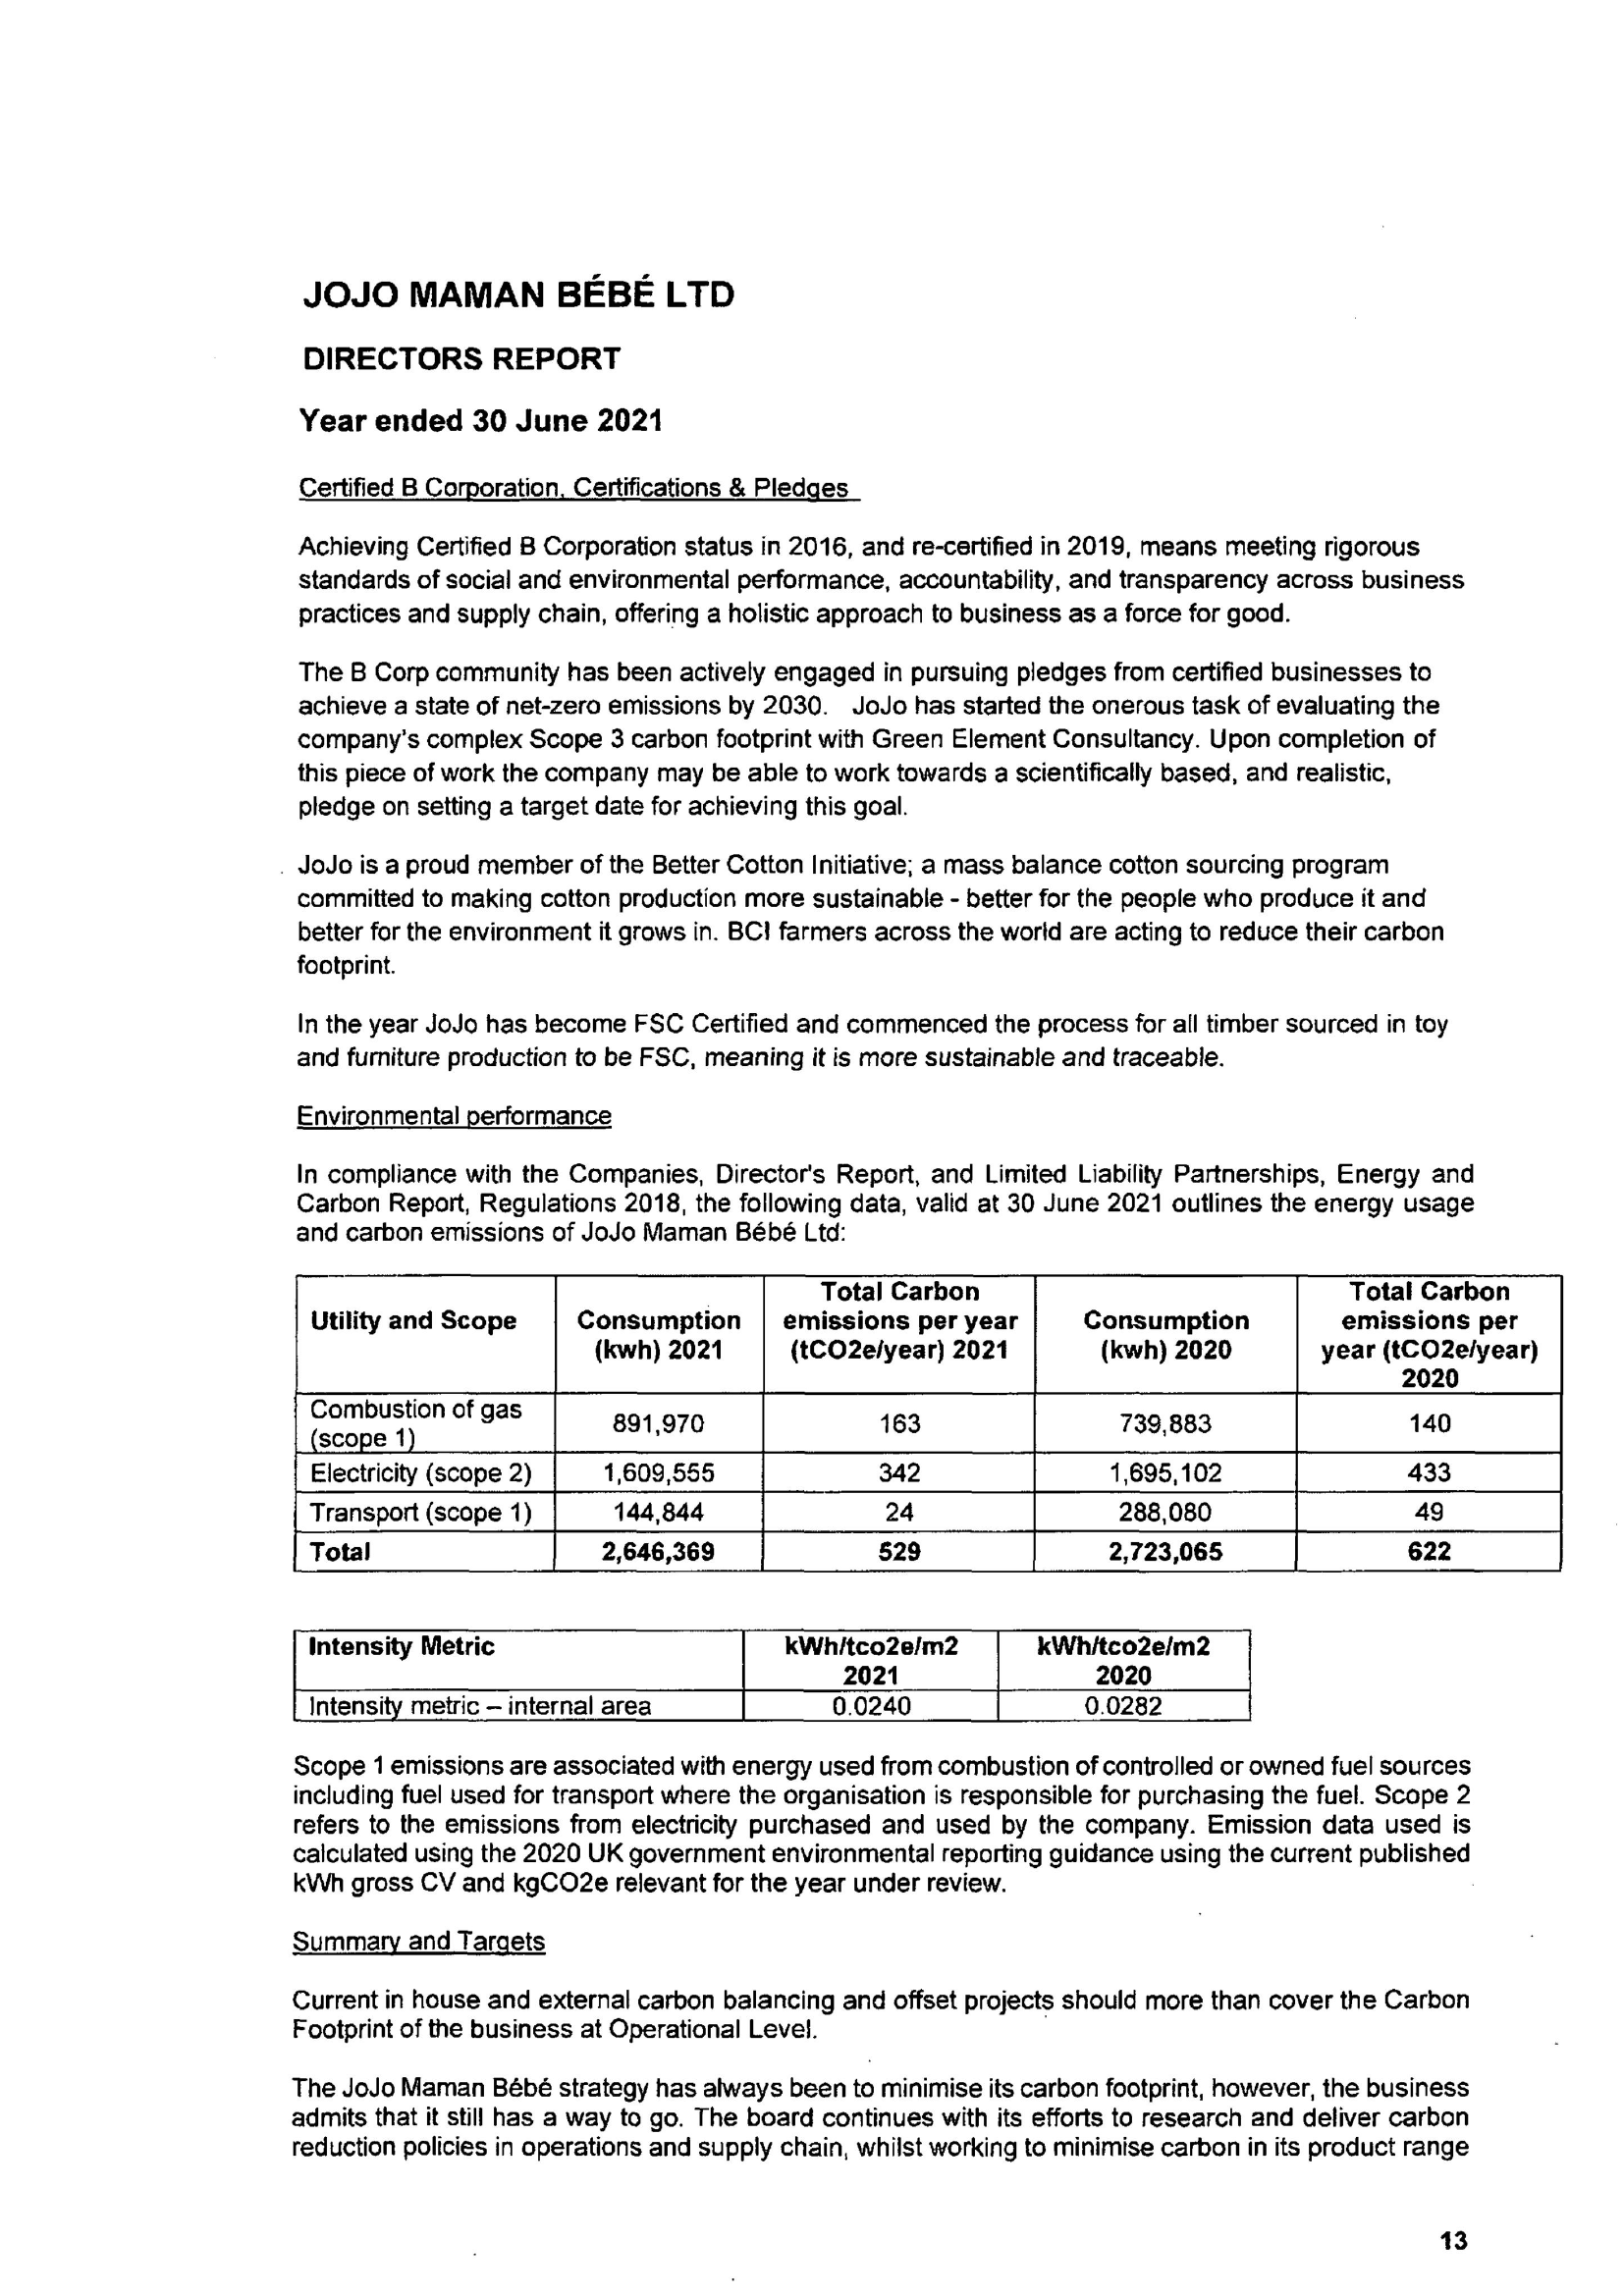 JOJO MAMAN BÉBÉ LTD
DIRECTORS REPORT
Year ended 30 June 2021
Certified B Corporation, Certifications & Pledges
Achieving Certified B Corporation status in 2016, and re-certified in 2019, means meeting rigorous
standards of social and environmental performance, accountability, and transparency across business
practices and supply chain, offering a holistic approach to business as a force for good.
The B Corp community has been actively engaged in pursuing pledges from certified businesses to
achieve a state of net-zero emissions by 2030. JoJo has started the onerous task of evaluating the
company's complex Scope 3 carbon footprint with Green Element Consultancy. Upon completion of
this piece of work the company may be able to work towards a scientifically based, and realistic,
pledge on setting a target date for achieving this goal.
JoJo is a proud member of the Better Cotton Initiative; a mass balance cotton sourcing program
committed to making cotton production more sustainable - better for the people who produce it and
better for the environment it grows in. BCI farmers across the world are acting to reduce their carbon
footprint.
In the year JoJo has become FSC Certified and commenced the process for all timber sourced in toy
and furniture production to be FSC, meaning it is more sustainable and traceable.
Environmental performance
In compliance with the Companies, Director's Report, and Limited Liability Partnerships, Energy and
Carbon Report, Regulations 2018, the following data, valid at 30 June 2021 outlines the energy usage
and carbon emissions of JoJo Maman Bébé Ltd:
Utility and Scope Consumption (kwh) 2021 Total Carbon emissions per year (tCO2e/year) 2021 Consumption (kwh) 2020 Total Carbon emissions per year (tCO2e/year) 2020
Combustion of gas (scope 1) 891,970 163 739,883 140
Electricity (scope 2) 1,609,555 342 1,695,102 433
Transport (scope 1) 144,844 24 288,080 49
Total 2,646,369 529 2,723,065 622
Intensity Metric kWh/tco2e/m2 2021 kWh/tco2e/m2 2020
Intensity metric – internal area 0.0240 0.0282
Scope 1 emissions are associated with energy used from combustion of controlled or owned fuel sources
including fuel used for transport where the organisation is responsible for purchasing the fuel. Scope 2
refers to the emissions from electricity purchased and used by the company. Emission data used is
calculated using the 2020 UK government environmental reporting guidance using the current published
kWh gross CV and kgCO2e relevant for the year under review.
Summary and Targets
Current in house and external carbon balancing and offset projects should more than cover the Carbon
Footprint of the business at Operational Level.
The JoJo Maman Bébé strategy has always been to minimise its carbon footprint, however, the business
admits that it still has a way to go. The board continues with its efforts to research and deliver carbon
reduction policies in operations and supply chain, whilst working to minimise carbon in its product range
13